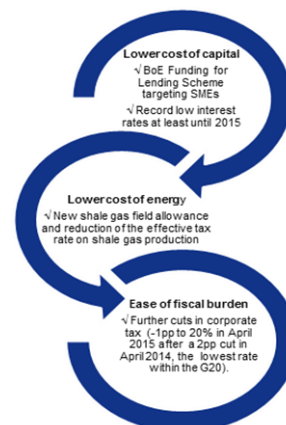 Lower cost of capital
√ BoE Funding for
Lending Scheme
targeting SMEs
√ Record low interest
rates at least until 2015
Lower cost of energy
√ New shale gas field allowance
and reduction of the effective tax
rate on shale gas production
Ease of fiscal burden
√ Further cuts in corporate
tax (-1pp to 20% in April
2015 after a 2pp cut in
April 2014, the lowest rate
within the G20).